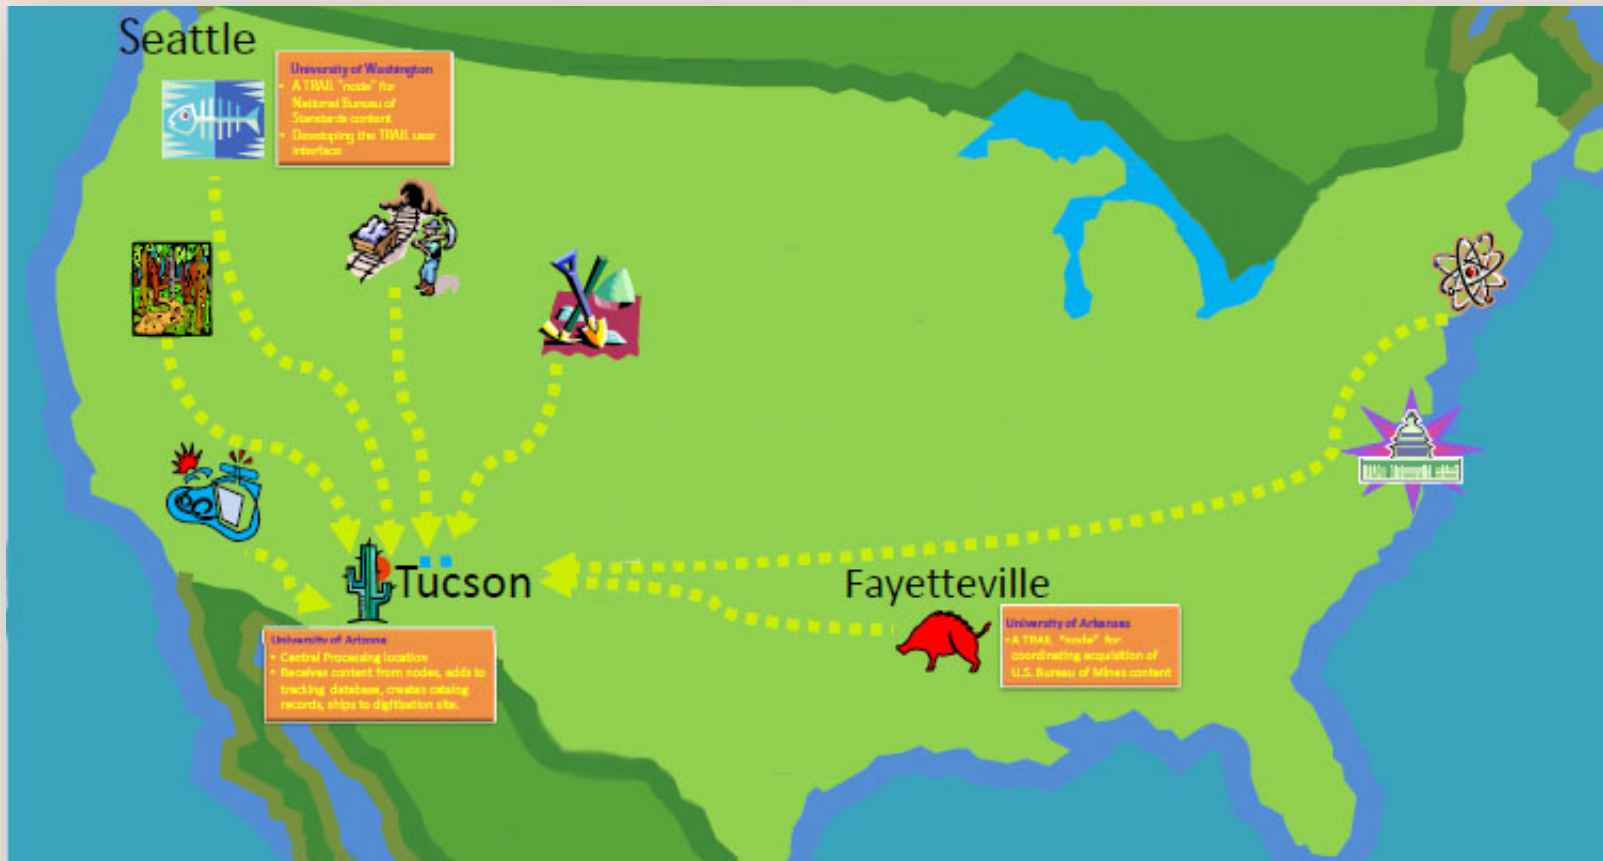 Seattle
University of Washington
• A TRAIL "node" for
National Bureau of
Standards content
• Developing the TRAIL user
interface
Tucson
Fayetteville
University of Arizona
• Central Processing location
• Receives content from nodes, adds to
tracking database, creates catalog
records, ships to digitization site.
University of Arkansas
• A TRAIL "node" for
coordinating acquisition of
U.S. Bureau of Mines content